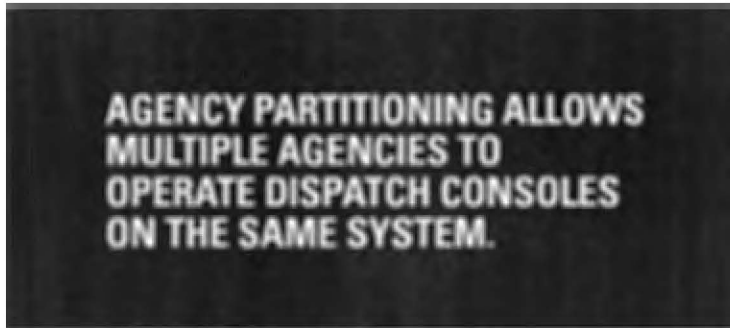 AGENCY PARTITIONING ALLOWS
MULTIPLE AGENCIES TO
OPERATE DISPATCH CONSOLES
ON THE SAME SYSTEM.